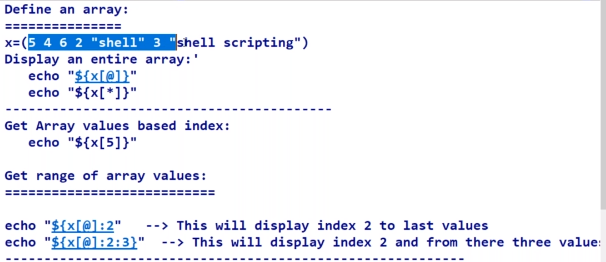 Define an array:
===============
x=(5 4 6 2 "shell" 3 "shell scripting")
Display an entire array:'
echo "${x[@]}"
echo "${x[*]}"
------------------------------------------
Get Array values based index:
echo "${x[5]}"
Get range of array values:
===========================
echo "${x[@]:2" --> This will display index 2 to last values
echo "${x[@]:2:3}" --> This will display index 2 and from there three value
-----------------------------------------------------------